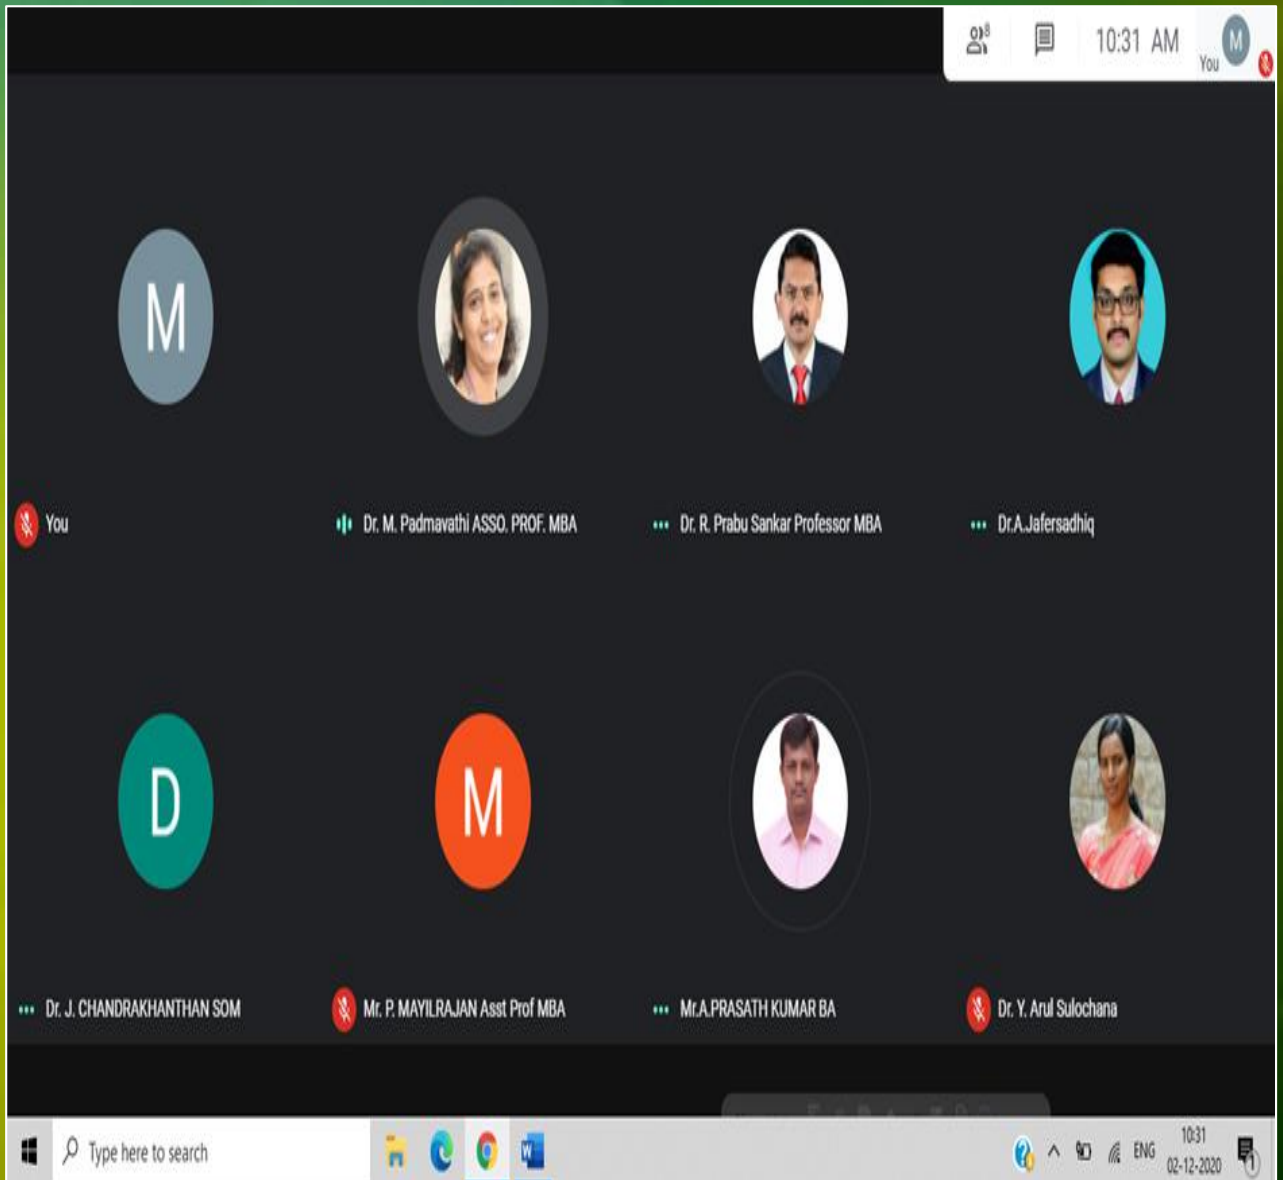 8
10:31 AM
You
M
M
You
Dr. M. Padmavathi ASSO. PROF. MBA
Dr. R. Prabu Sankar Professor MBA
Dr.A.Jafersadhiq
D
M
Dr. J. CHANDRAKHANTHAN SOM
Mr. P. MAYILRAJAN Asst Prof MBA
Mr.A.PRASATH KUMAR BA
Dr. Y. Arul Sulochana
Type here to search
W
ENG
10:31
02-12-2020
1